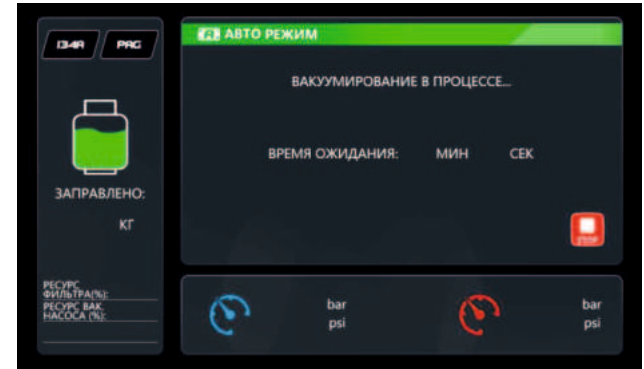 134A PAG
ЗАПРАВЛЕНО:
КГ
РЕСУРС
ФИЛЬТРА(%):
РЕСУРС ВАК.
НАСОСА (%):
A АВТО РЕЖИМ
ВАКУУМИРОВАНИЕ В ПРОЦЕССЕ...
ВРЕМЯ ОЖИДАНИЯ: МИН СЕК
STOP
bar
psi
bar
psi